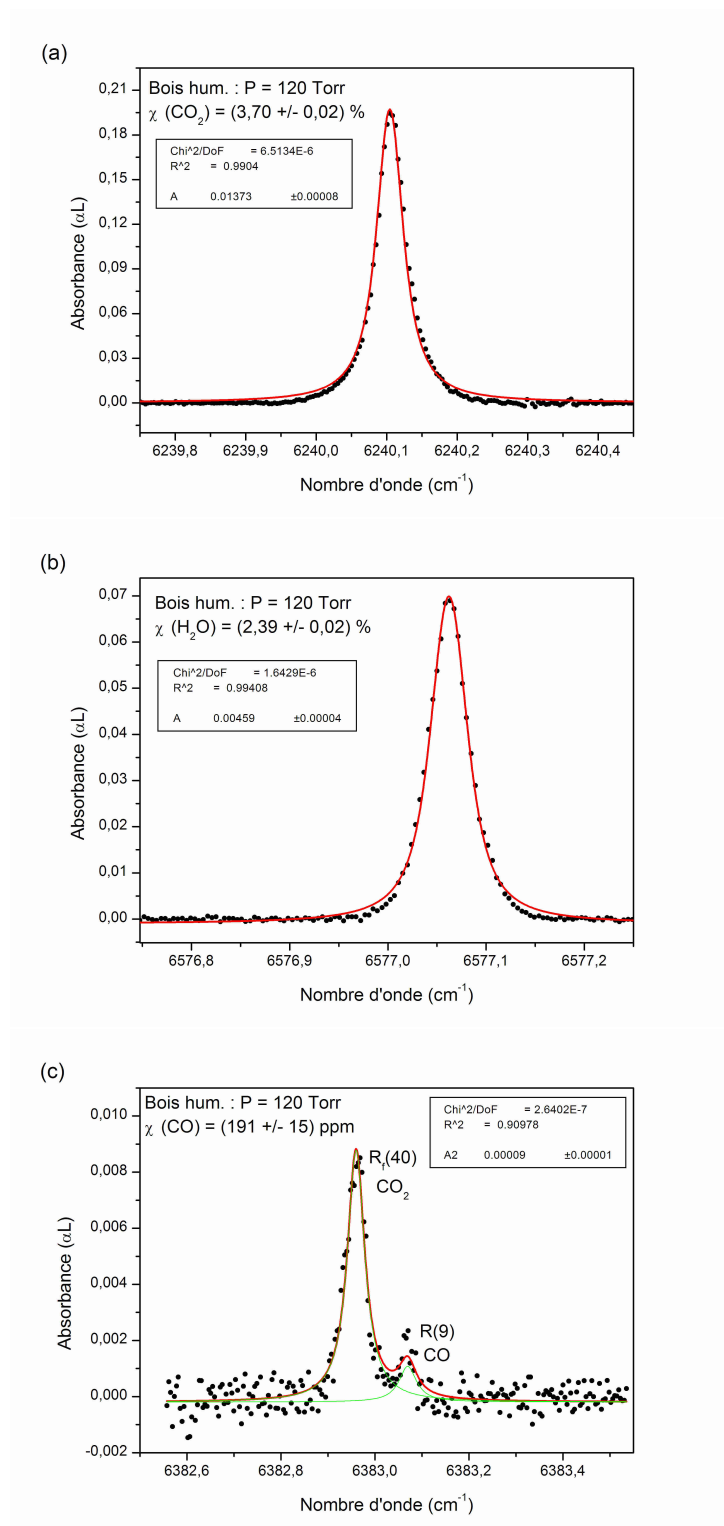 (a)
Bois hum. : P = 120 Torr
χ (CO2) = (3,70 +/- 0,02) %
Chi^2/DoF = 6.5134E-6
R^2 = 0.9904
A 0.01373 ±0.00008
0,21
0,18
0,15
0,12
0,09
0,06
0,03
0,00
Absorbance (αL)
6239,8 6239,9 6240,0 6240,1 6240,2 6240,3 6240,4
Nombre d'onde (cm-1)
(b)
Bois hum. : P = 120 Torr
χ (H2O) = (2,39 +/- 0,02) %
Chi^2/DoF = 1.6429E-6
R^2 = 0.99408
A 0.00459 ±0.00004
0,07
0,06
0,05
0,04
0,03
0,02
0,01
0,00
Absorbance (αL)
6576,8 6576,9 6577,0 6577,1 6577,2
Nombre d'onde (cm-1)
(c)
Bois hum. : P = 120 Torr
χ (CO) = (191 +/- 15) ppm
Chi^2/DoF = 2.6402E-7
R^2 = 0.90978
A2 0.00009 ±0.00001
Rf(40)
CO2
R(9)
CO
0,010
0,008
0,006
0,004
0,002
0,000
-0,002
Absorbance (αL)
6382,6 6382,8 6383,0 6383,2 6383,4
Nombre d'onde (cm-1)